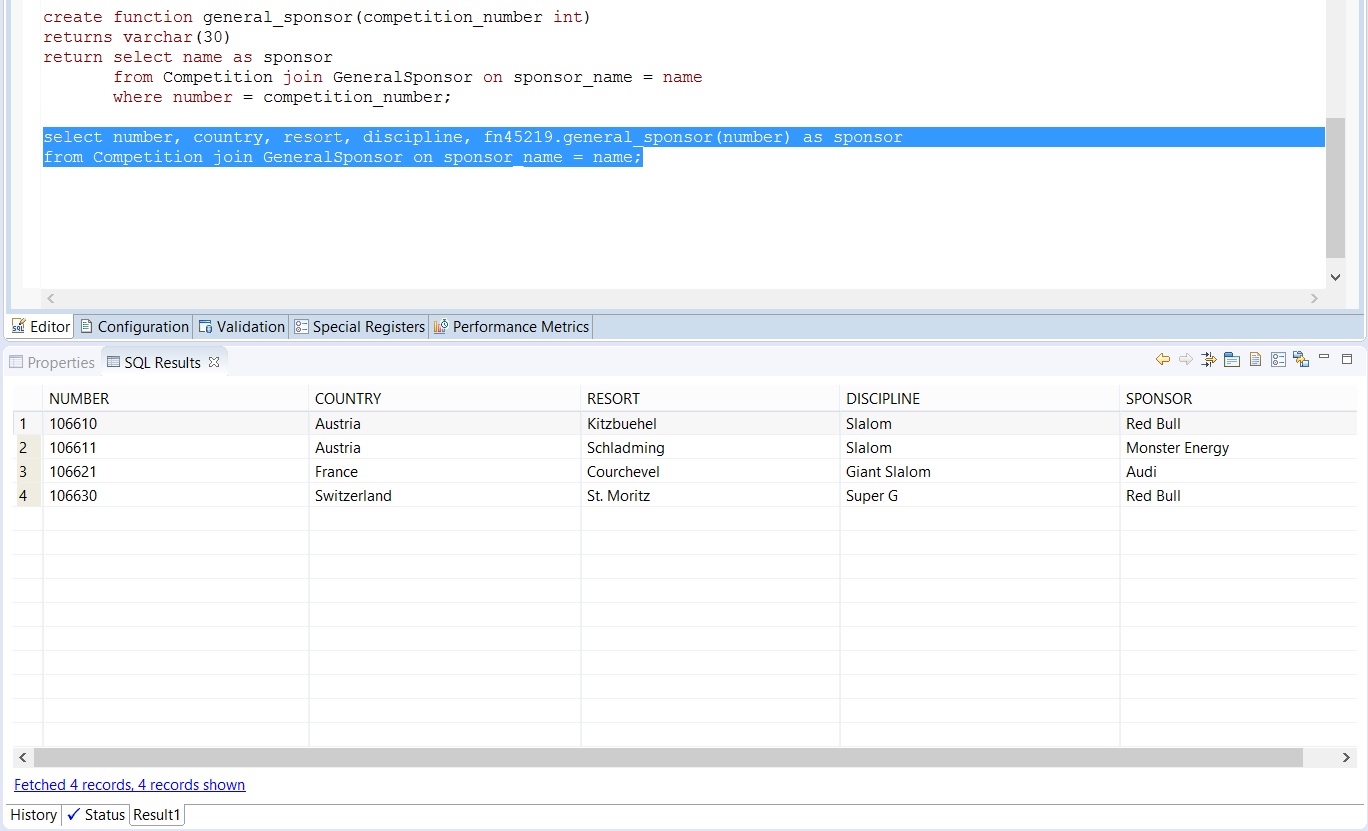 create function general_sponsor(competition_number int)
returns varchar(30)
return select name as sponsor
from Competition join GeneralSponsor on sponsor_name = name
where number = competition_number;
select number, country, resort, discipline, fn45219.general_sponsor(number) as sponsor
from Competition join GeneralSponsor on sponsor_name = name;
Editor Configuration Validation Special Registers Performance Metrics
Properties SQL Results
NUMBER COUNTRY RESORT DISCIPLINE SPONSOR
1 106610 Austria Kitzbuehel Slalom Red Bull
2 106611 Austria Schladming Slalom Monster Energy
3 106621 France Courchevel Giant Slalom Audi
4 106630 Switzerland St. Moritz Super G Red Bull
Fetched 4 records, 4 records shown
History Status Result1